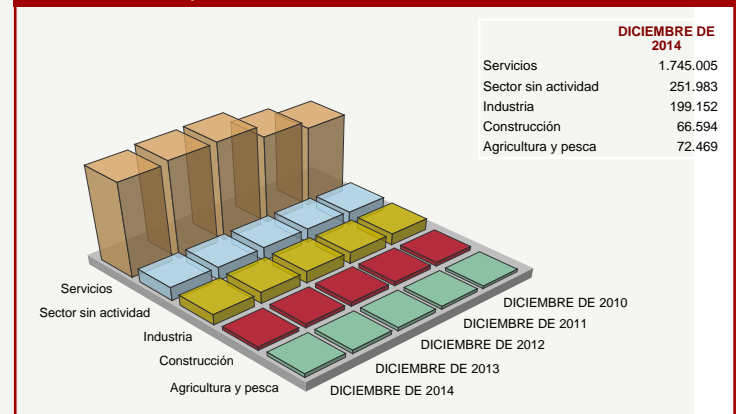 DICIEMBRE DE
2014
Servicios 1.745.005
Sector sin actividad 251.983
Industria 199.152
Construcción 66.594
Agricultura y pesca 72.469
Servicios
Sector sin actividad
Industria
Construcción
Agricultura y pesca
DICIEMBRE DE 2010
DICIEMBRE DE 2011
DICIEMBRE DE 2012
DICIEMBRE DE 2013
DICIEMBRE DE 2014